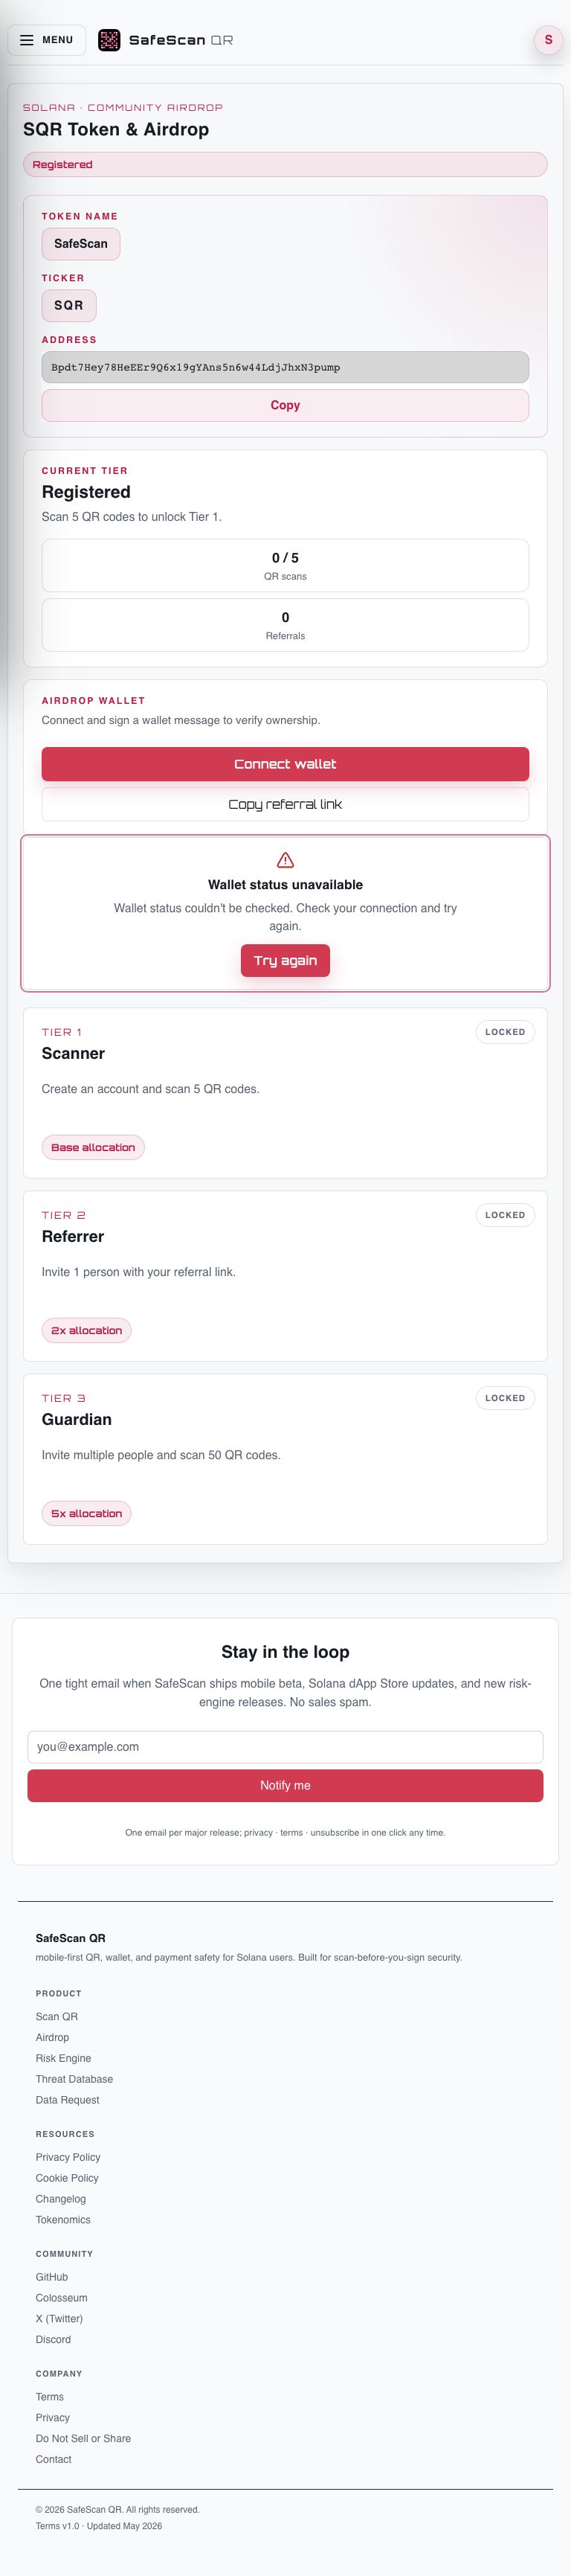 MENU
SafeScan QR
S
SOLANA · COMMUNITY AIRDROP
SQR Token & Airdrop
Registered
TOKEN NAME
SafeScan
TICKER
SQR
ADDRESS
Bpdt7Hey78HeEEr9Q6x19gYAns5n6w44LdjJhxN3pump
Copy
CURRENT TIER
Registered
Scan 5 QR codes to unlock Tier 1.
0 / 5
QR scans
0
Referrals
AIRDROP WALLET
Connect and sign a wallet message to verify ownership.
Connect wallet
Copy referral link
Wallet status unavailable
Wallet status couldn't be checked. Check your connection and try
again.
Try again
TIER 1
LOCKED
Scanner
Create an account and scan 5 QR codes.
Base allocation
TIER 2
LOCKED
Referrer
Invite 1 person with your referral link.
2x allocation
TIER 3
LOCKED
Guardian
Invite multiple people and scan 50 QR codes.
5x allocation
Stay in the loop
One tight email when SafeScan ships mobile beta, Solana dApp Store updates, and new risk-
engine releases. No sales spam.
you@example.com
Notify me
One email per major release; privacy · terms · unsubscribe in one click any time.
SafeScan QR
mobile-first QR, wallet, and payment safety for Solana users. Built for scan-before-you-sign security.
PRODUCT
Scan QR
Airdrop
Risk Engine
Threat Database
Data Request
RESOURCES
Privacy Policy
Cookie Policy
Changelog
Tokenomics
COMMUNITY
GitHub
Colosseum
X (Twitter)
Discord
COMPANY
Terms
Privacy
Do Not Sell or Share
Contact
© 2026 SafeScan QR. All rights reserved.
Terms v1.0 · Updated May 2026